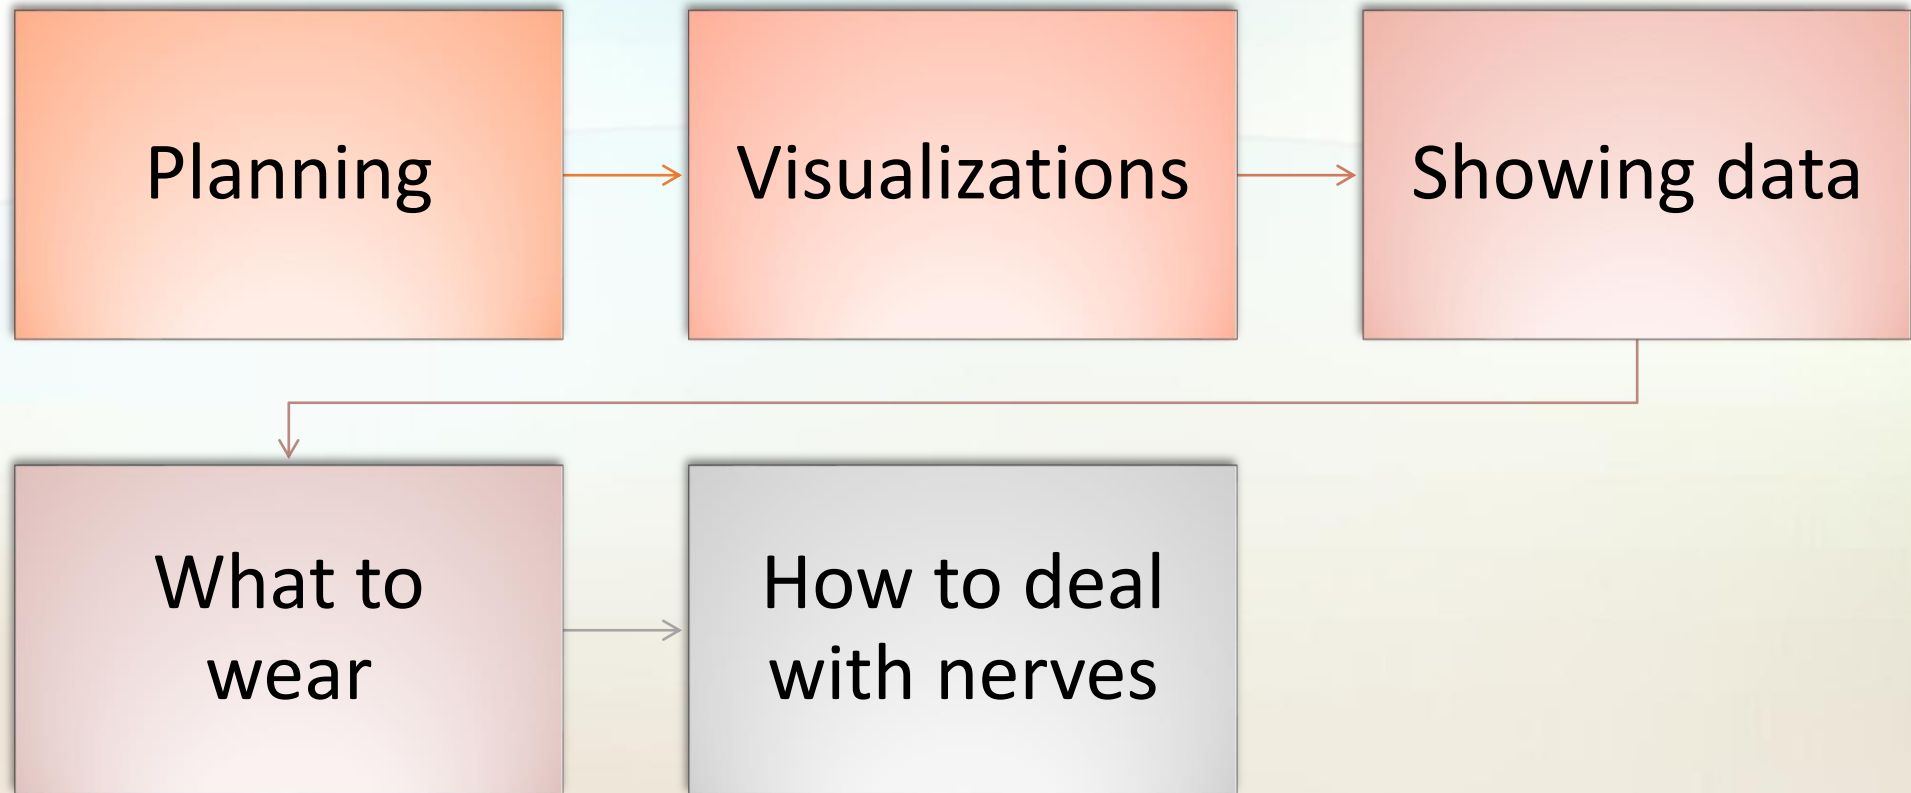 Planning
Visualizations
Showing data
What to
wear
How to deal
with nerves